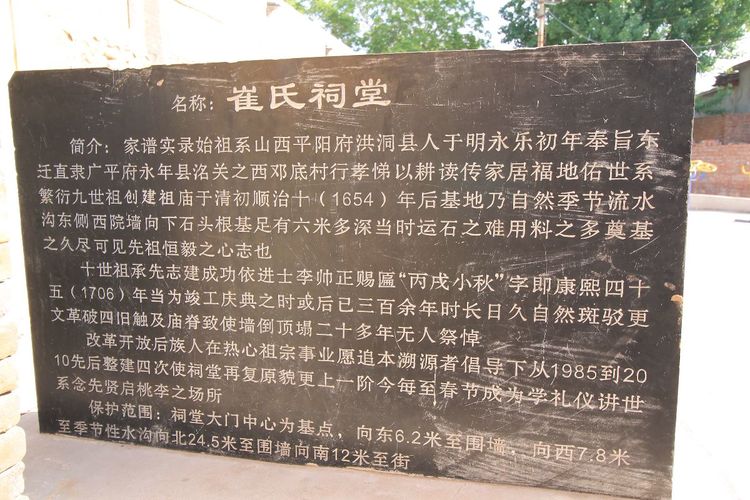 名称：崔氏祠堂
简介：家谱实录始祖系山西平阳府洪洞县人于明永乐初年奉旨东
迁直隶广平府永年县洺关之西邓底村行孝悌以耕读传家居福地佑世系
繁衍九世祖创建祖庙于清初顺治十（1654）年后基地乃自然季节流水
沟东侧西院墙向下石头根基足有六米多深当时运石之难用料之多奠基
之久尽可见先祖恒毅之心志也
十世祖承先志建成功依进士李帅正赐匾“丙戌小秋”字即康熙四十
五（1706）年当为竣工庆典之时或后已三百余年时长日久自然斑驳更
文革破四旧触及庙脊致使墙倒顶塌二十多年无人祭悼
改革开放后族人在热心祖宗事业愿追本溯源者倡导下从1985到20
10先后整建四次使祠堂再复原貌更上一阶今每至春节成为学礼仪讲世
系念先贤启桃李之场所
保护范围：祠堂大门中心为基点，向东6.2米至围墙，向西7.8米
至季节性水沟向北24.5米至围墙向南12米至街